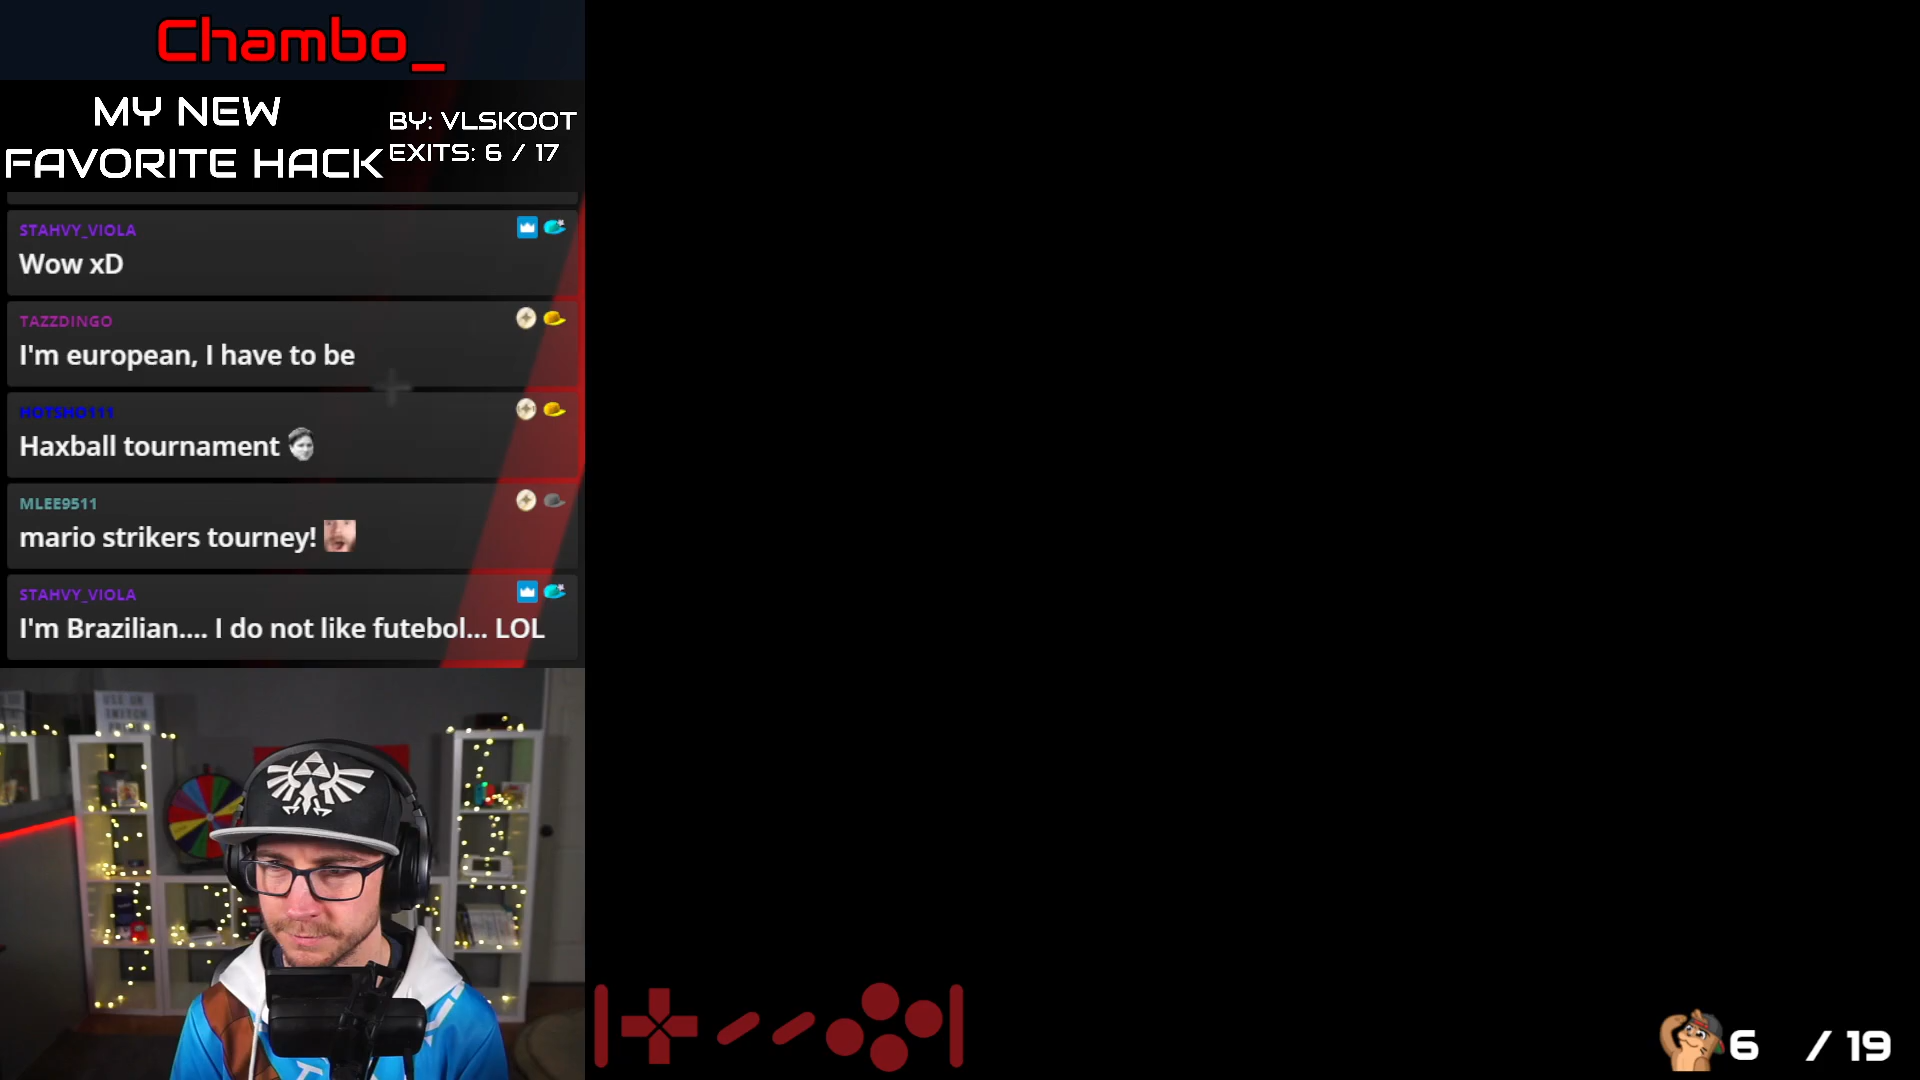 Chambo_
MY NEW
FAVORITE HACK
BY: VLSKOOT
EXITS: 6 / 17
STAHVY_VIOLA
Wow xD
TAZZDINGO
I'm european, I have to be
HOTSHO111
Haxball tournament
MLEE9511
mario strikers tourney!
STAHVY_VIOLA
I'm Brazilian.... I do not like futebol... LOL
6 / 19